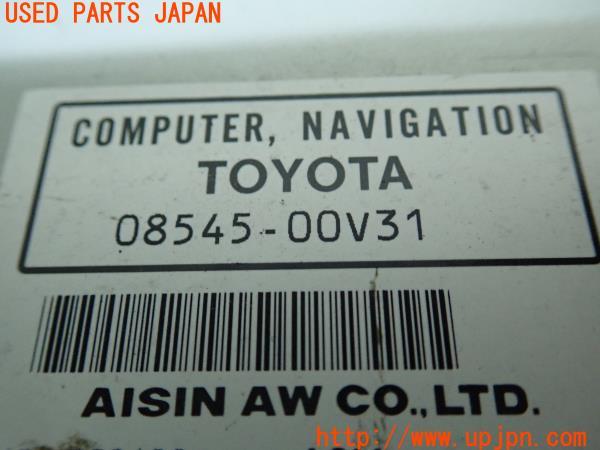 USED PARTS JAPAN
COMPUTER, NAVIGATION
TOYOTA
08545-00V31
AISIN AW CO.,LTD.
http://www.upjpn.com/